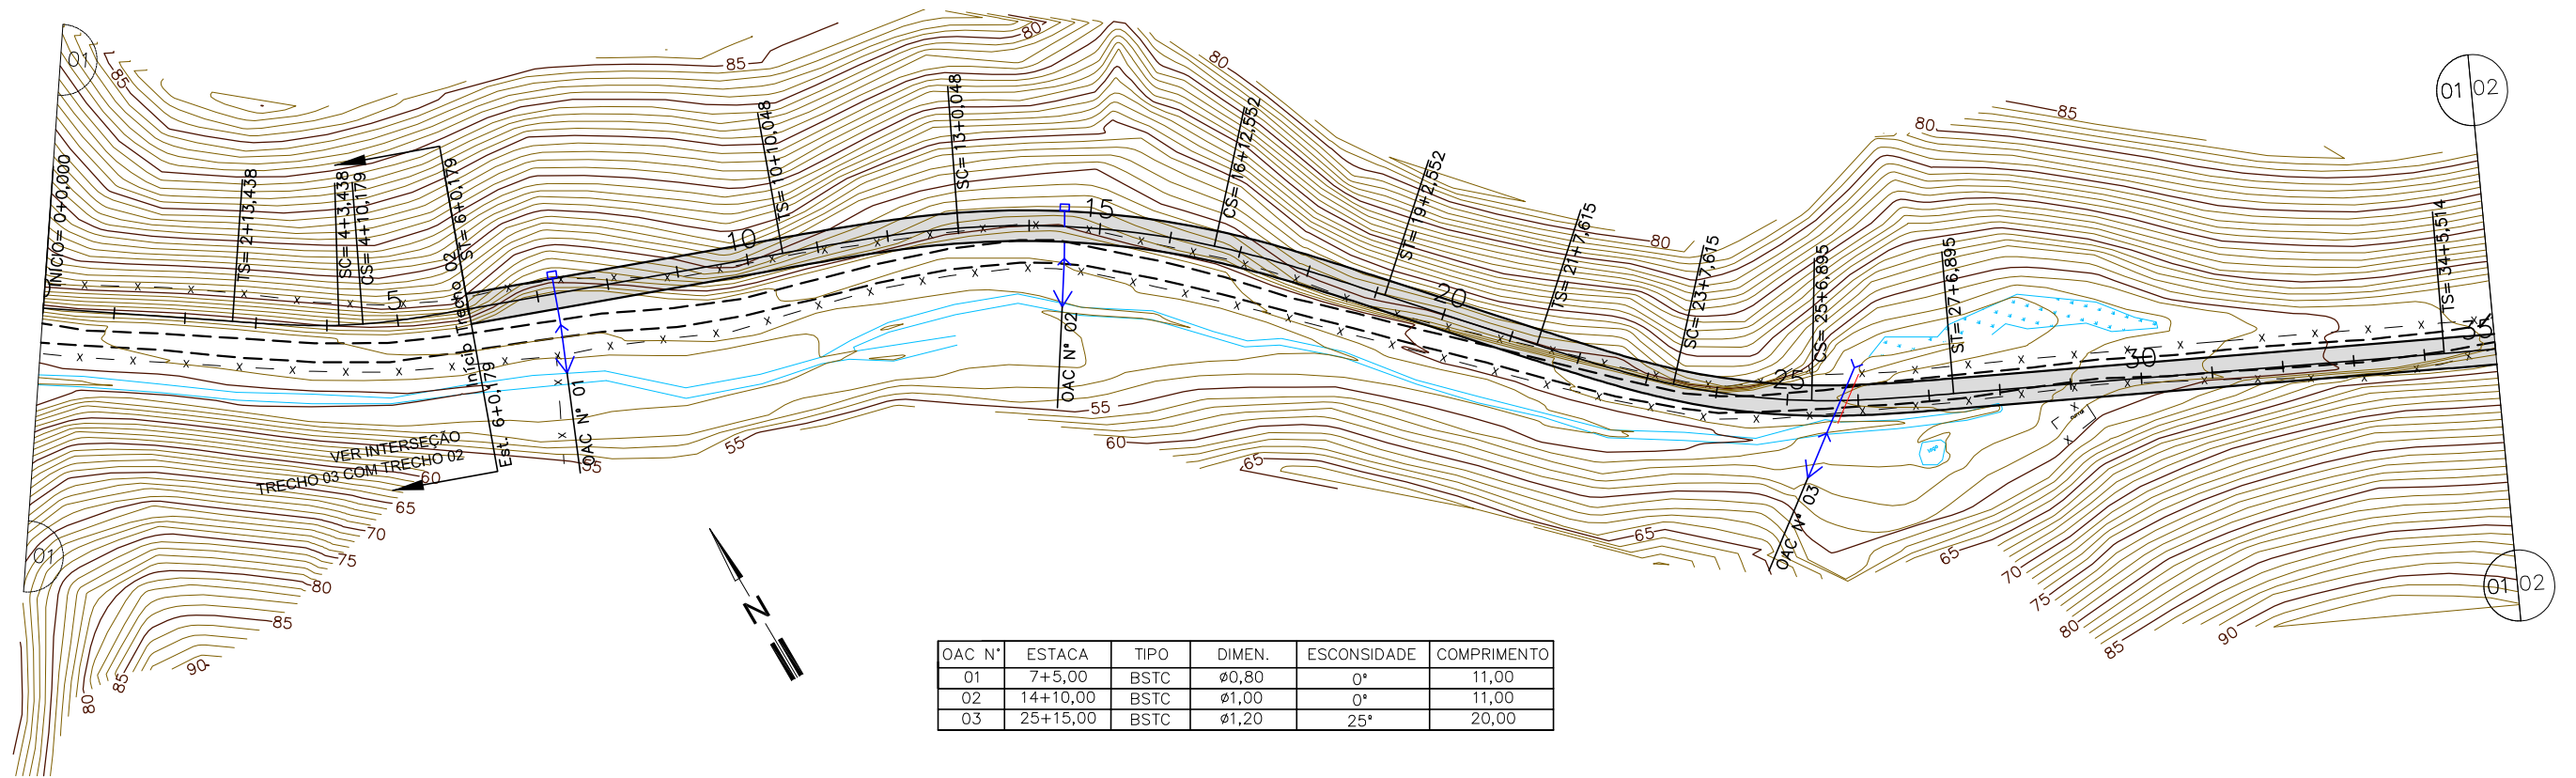 01
85
INÍCIO= 0+0,000
TS= 2+13,438
SC= 4+3,438
CS= 4+10,179
5
ST= 6+0,179
Início Trecho 02
Est. 6+0,179
85
TS= 10+10,048
10
SC= 13+0,048
80
15
80
CS= 16+12,552
ST= 19+2,552
20
TS= 21+7,615
80
SC= 23+7,615
25
CS= 25+6,895
80
85
ST= 27+6,895
30
TS= 34+5,514
35
01 02
OAC N° 01
OAC N° 02
OAC N° 03
VER INTERSEÇÃO
TRECHO 03 COM TRECHO 02
01
60
65
70
75
80
85
90
85
80
55
55
55
60
65
65
65
70
75
80
85
90
01 02
N
OAC N° ESTACA TIPO DIMEN. ESCONSIDADE COMPRIMENTO
01 7+5,00 BSTC ø0,80 0° 11,00
02 14+10,00 BSTC ø1,00 0° 11,00
03 25+15,00 BSTC ø1,20 25° 20,00